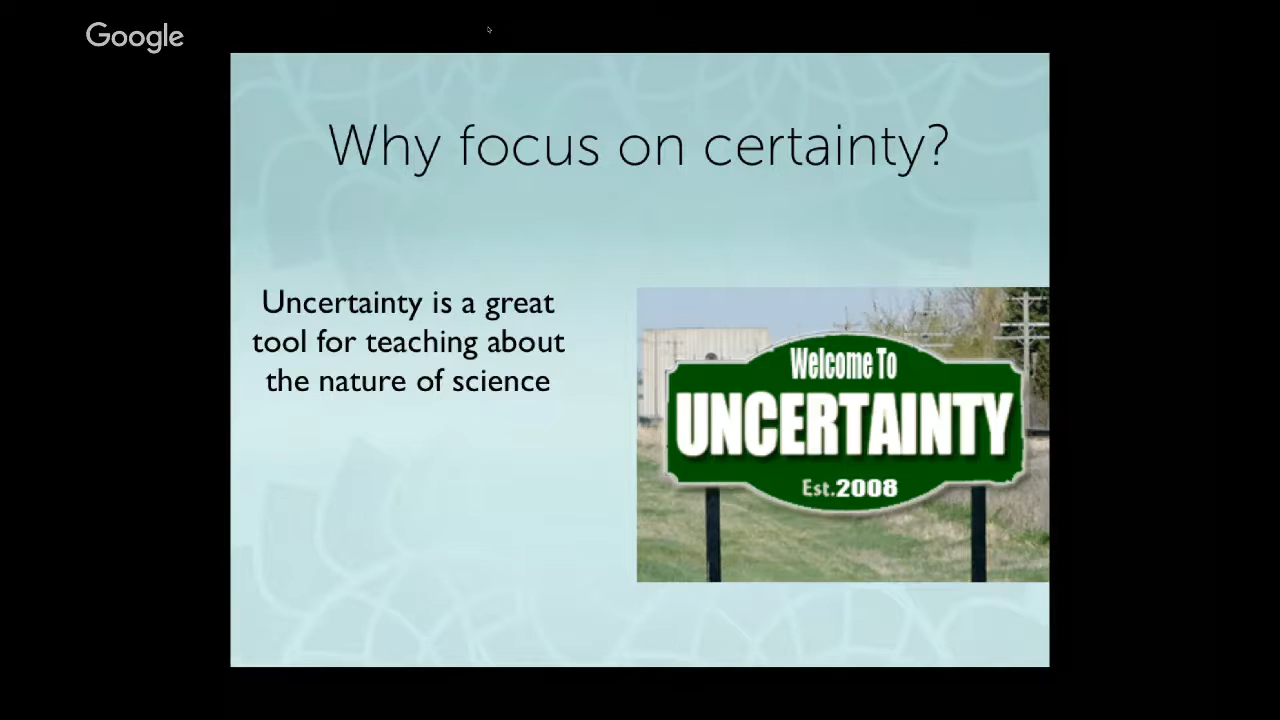 Google
Why focus on certainty?
Uncertainty is a great
tool for teaching about
the nature of science
Welcome To
UNCERTAINTY
Est.2008